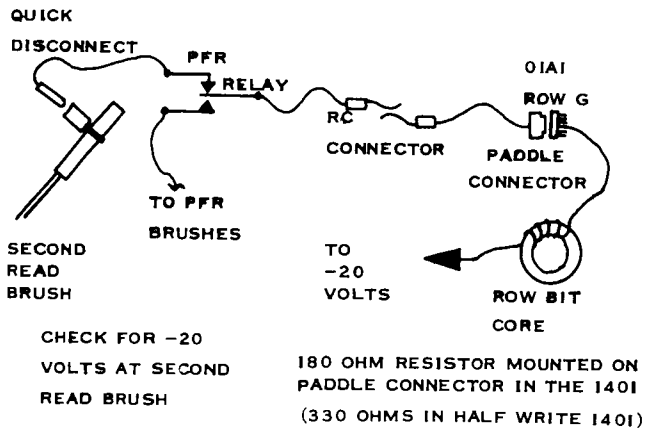 QUICK
DISCONNECT
PFR
RELAY
01A1
ROW G
RC
CONNECTOR
PADDLE
CONNECTOR
TO PFR
BRUSHES
SECOND
READ
BRUSH
TO
-20
VOLTS
ROW BIT
CORE
CHECK FOR -20
VOLTS AT SECOND
READ BRUSH
180 OHM RESISTOR MOUNTED ON
PADDLE CONNECTOR IN THE 1401
(330 OHMS IN HALF WRITE 1401)